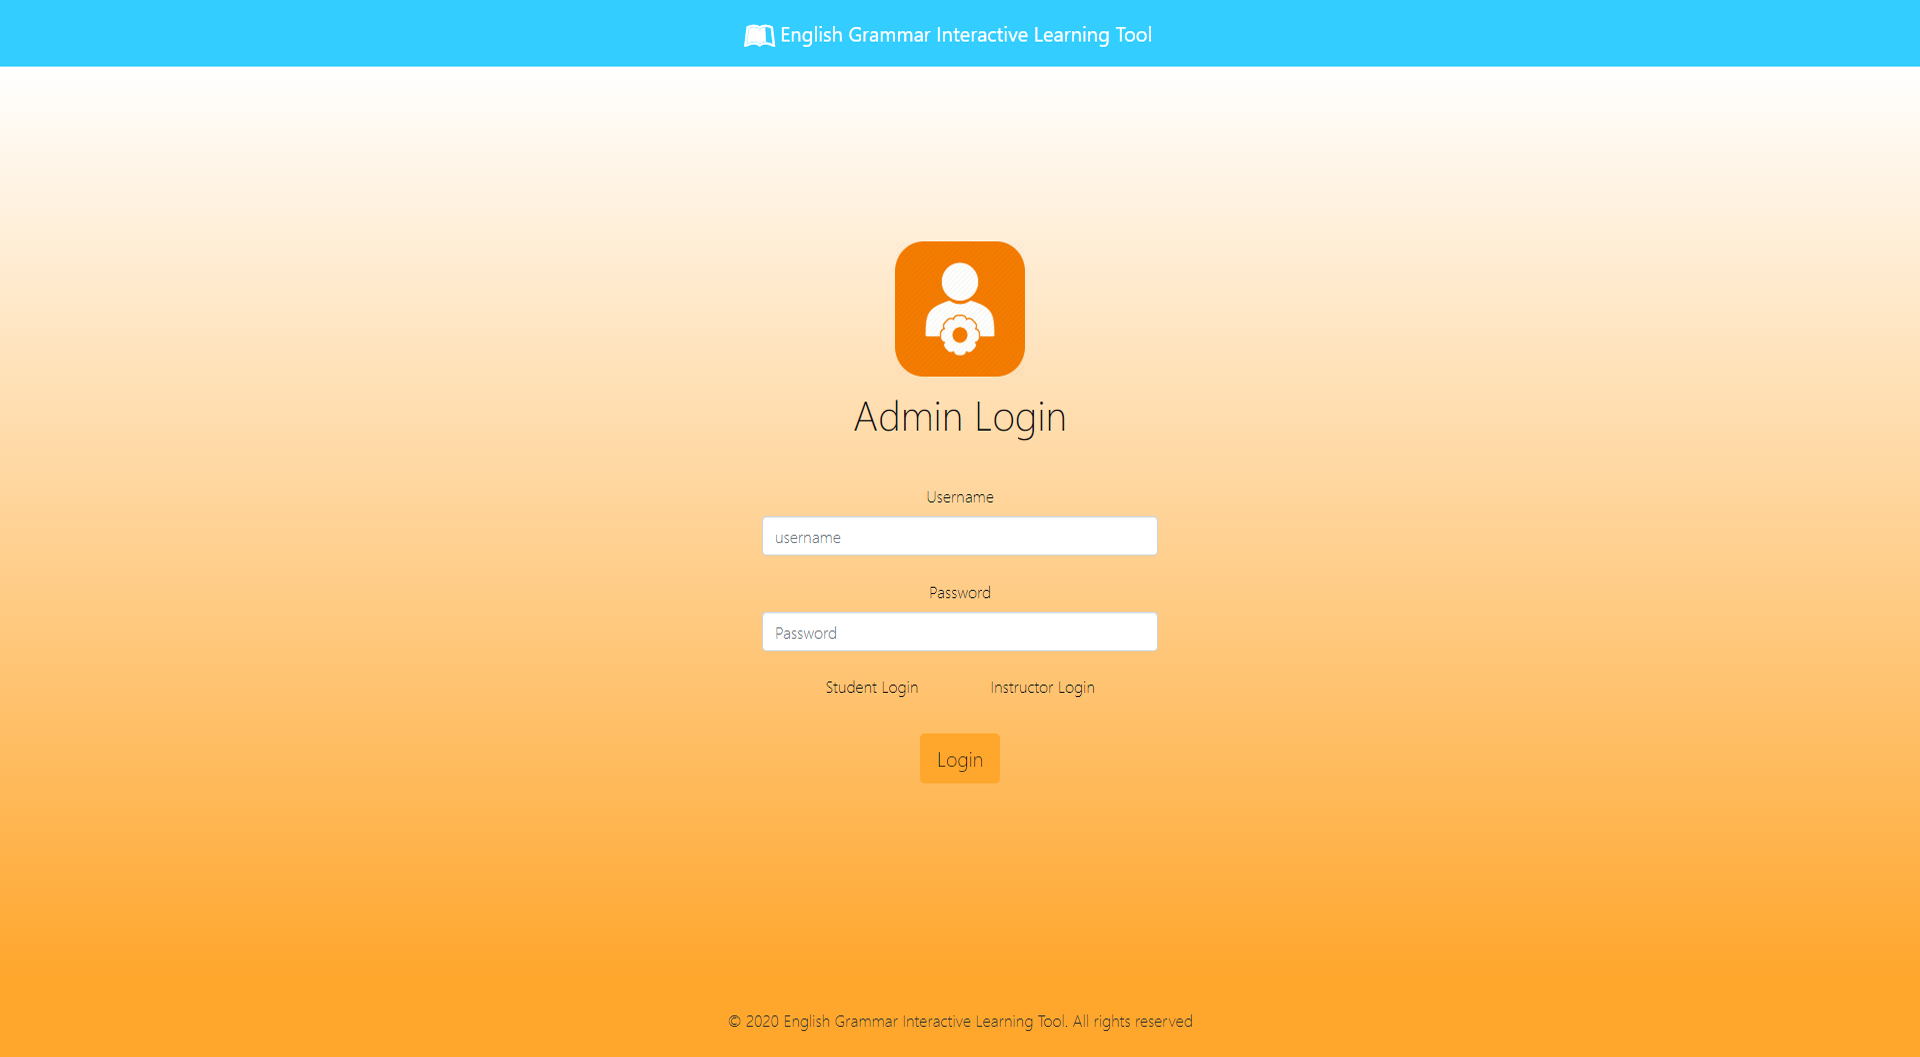 English Grammar Interactive Learning Tool
Admin Login
Username
username
Password
Password
Student Login Instructor Login
Login
© 2020 English Grammar Interactive Learning Tool. All rights reserved